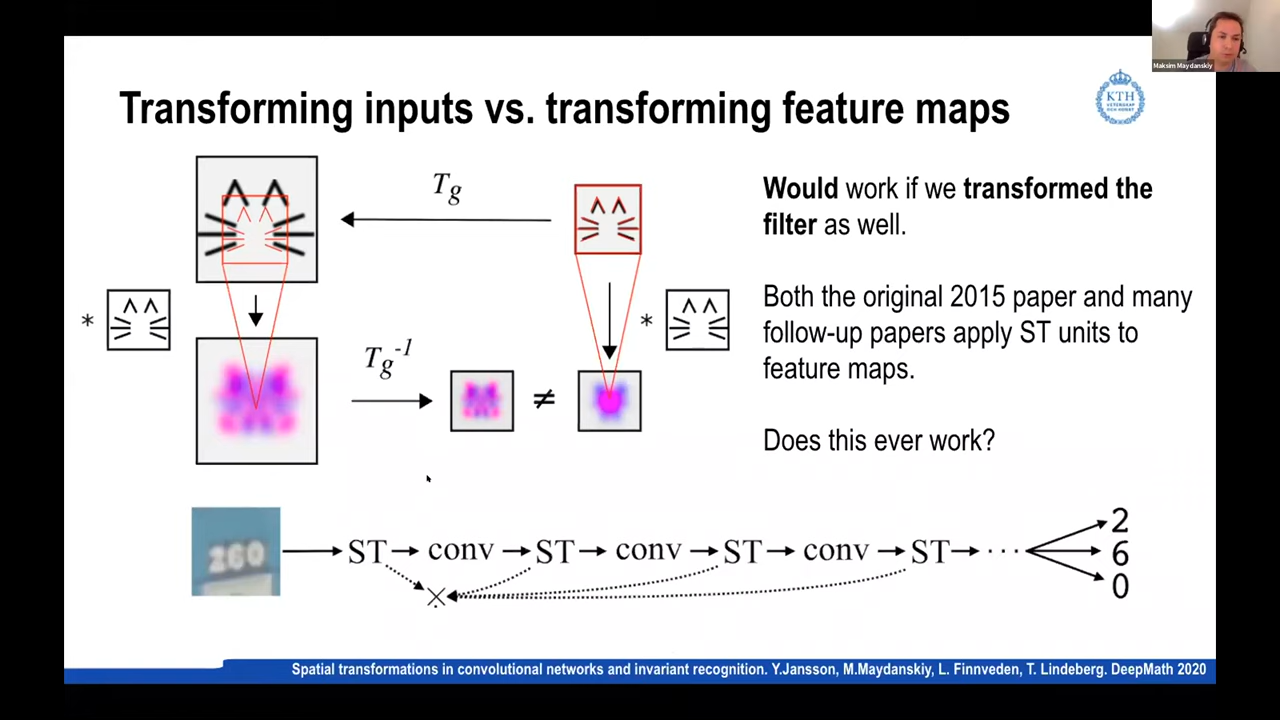 Maksim Maydanskiy
Transforming inputs vs. transforming feature maps
KTH
T_g
Would work if we transformed the
filter as well.
Both the original 2015 paper and many
follow-up papers apply ST units to
feature maps.
* *
T_g^-1
≠
Does this ever work?
260
ST conv ST conv ST conv ST ···
2
6
0
×
Spatial transformations in convolutional networks and invariant recognition. Y.Jansson, M.Maydanskiy, L. Finnveden, T. Lindeberg. DeepMath 2020